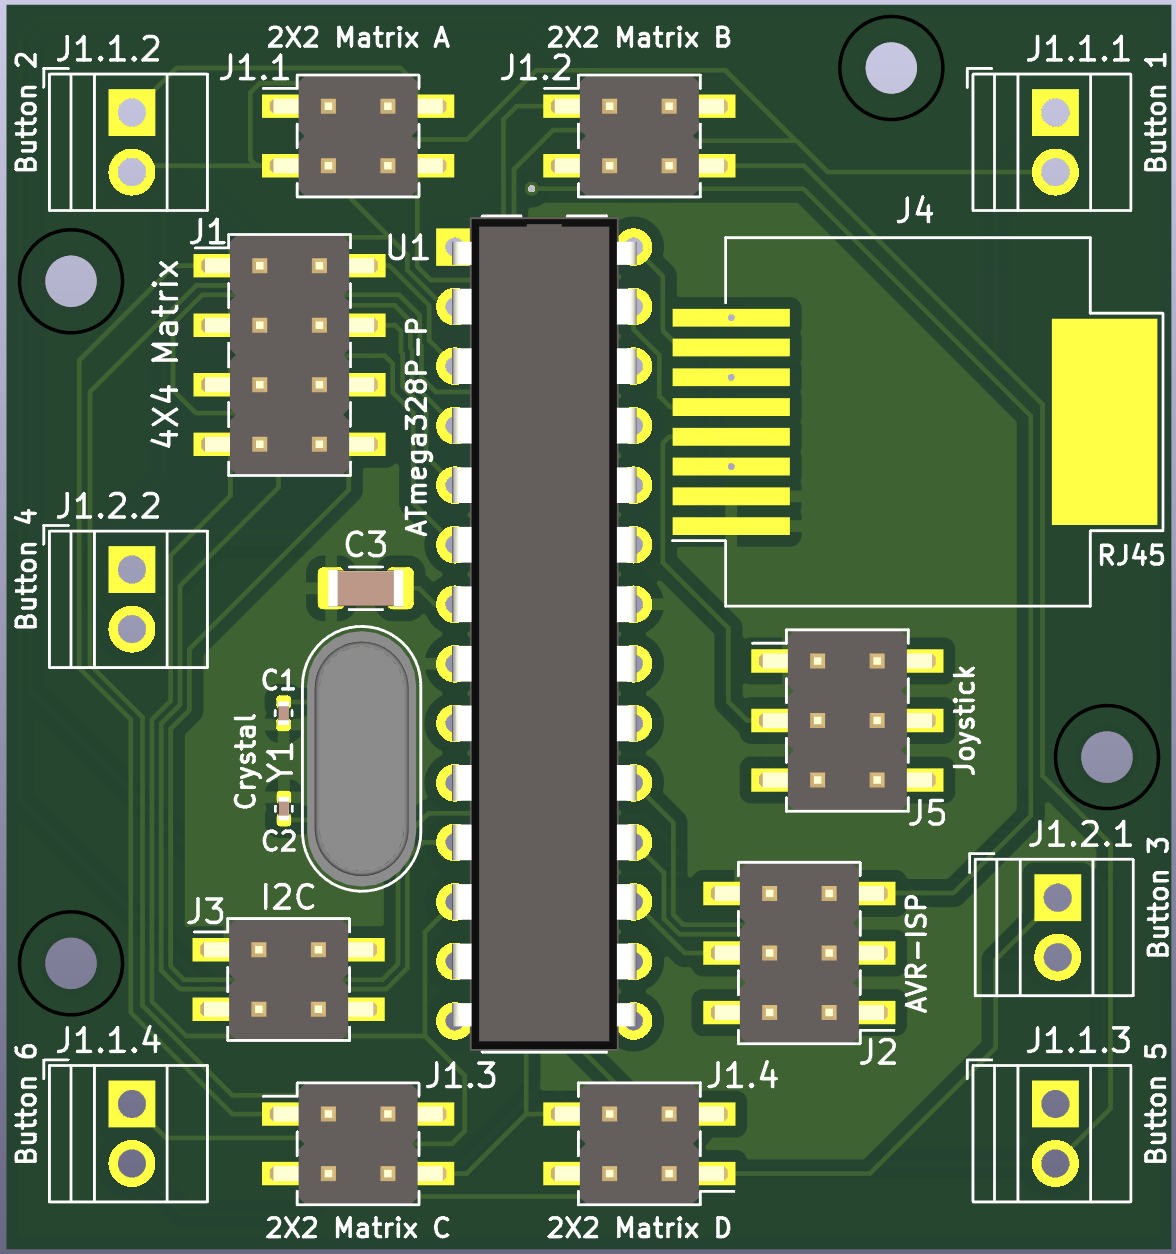 2X2 Matrix A
2X2 Matrix B
J1.1.2
J1.1
J1.2
J1.1.1
Button 2
Button 1
J4
J1
U1
4X4 Matrix
ATmega328P-P
J1.2.2
Button 4
C3
RJ45
C1
Crystal
Y1
C2
Joystick
J5
J1.2.1
Button 3
I2C
J3
AVR-ISP
J2
J1.1.4
J1.3
J1.4
J1.1.3
Button 6
Button 5
2X2 Matrix C
2X2 Matrix D